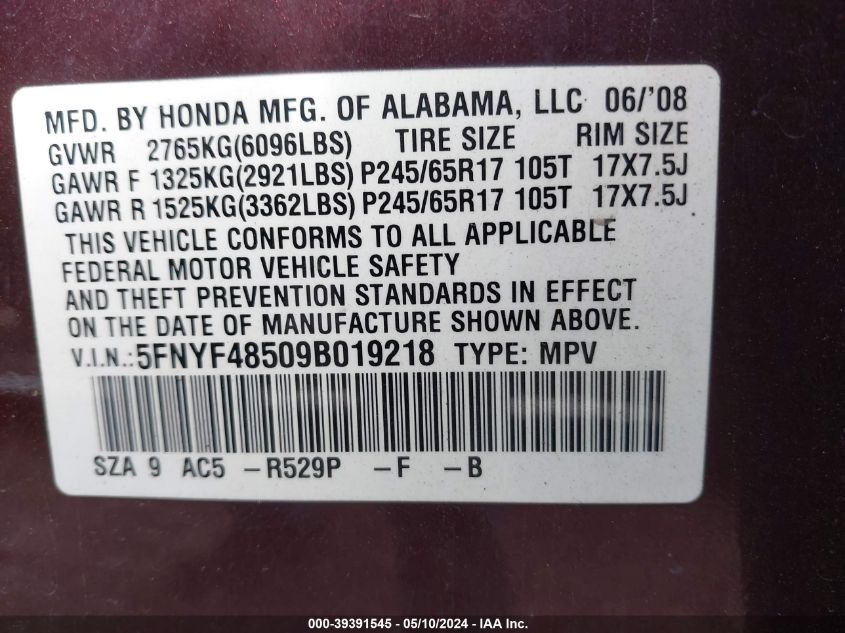 MFD. BY HONDA MFG. OF ALABAMA, LLC 06/'08
GVWR 2765KG(6096LBS) TIRE SIZE RIM SIZE
GAWR F 1325KG(2921LBS) P245/65R17 105T 17X7.5J
GAWR R 1525KG(3362LBS) P245/65R17 105T 17X7.5J
THIS VEHICLE CONFORMS TO ALL APPLICABLE
FEDERAL MOTOR VEHICLE SAFETY
AND THEFT PREVENTION STANDARDS IN EFFECT
ON THE DATE OF MANUFACTURE SHOWN ABOVE.
V.I.N.:5FNYF48509B019218 TYPE: MPV
SZA 9 AC5 -R529P -F -B
000-39391545 - 05/10/2024 - IAA Inc.